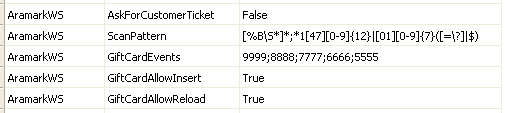 AramarkWS AskForCustomerTicket False
AramarkWS ScanPattern [%B\S*]*;*1[47][0-9]{12}|[01][0-9]{7}([=\?]|$)
AramarkWS GiftCardEvents 9999;8888;7777;6666;5555
AramarkWS GiftCardAllowInsert True
AramarkWS GiftCardAllowReload True